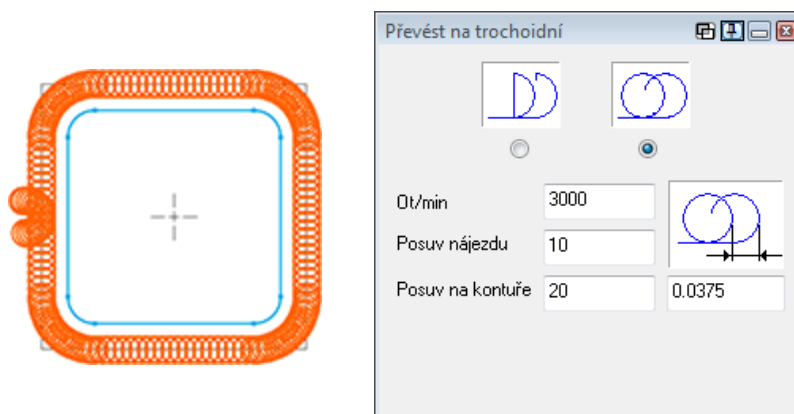 Převést na trochoidní
Ot/min 3000
Posuv nájezdu 10
Posuv na kontuře 20 0.0375